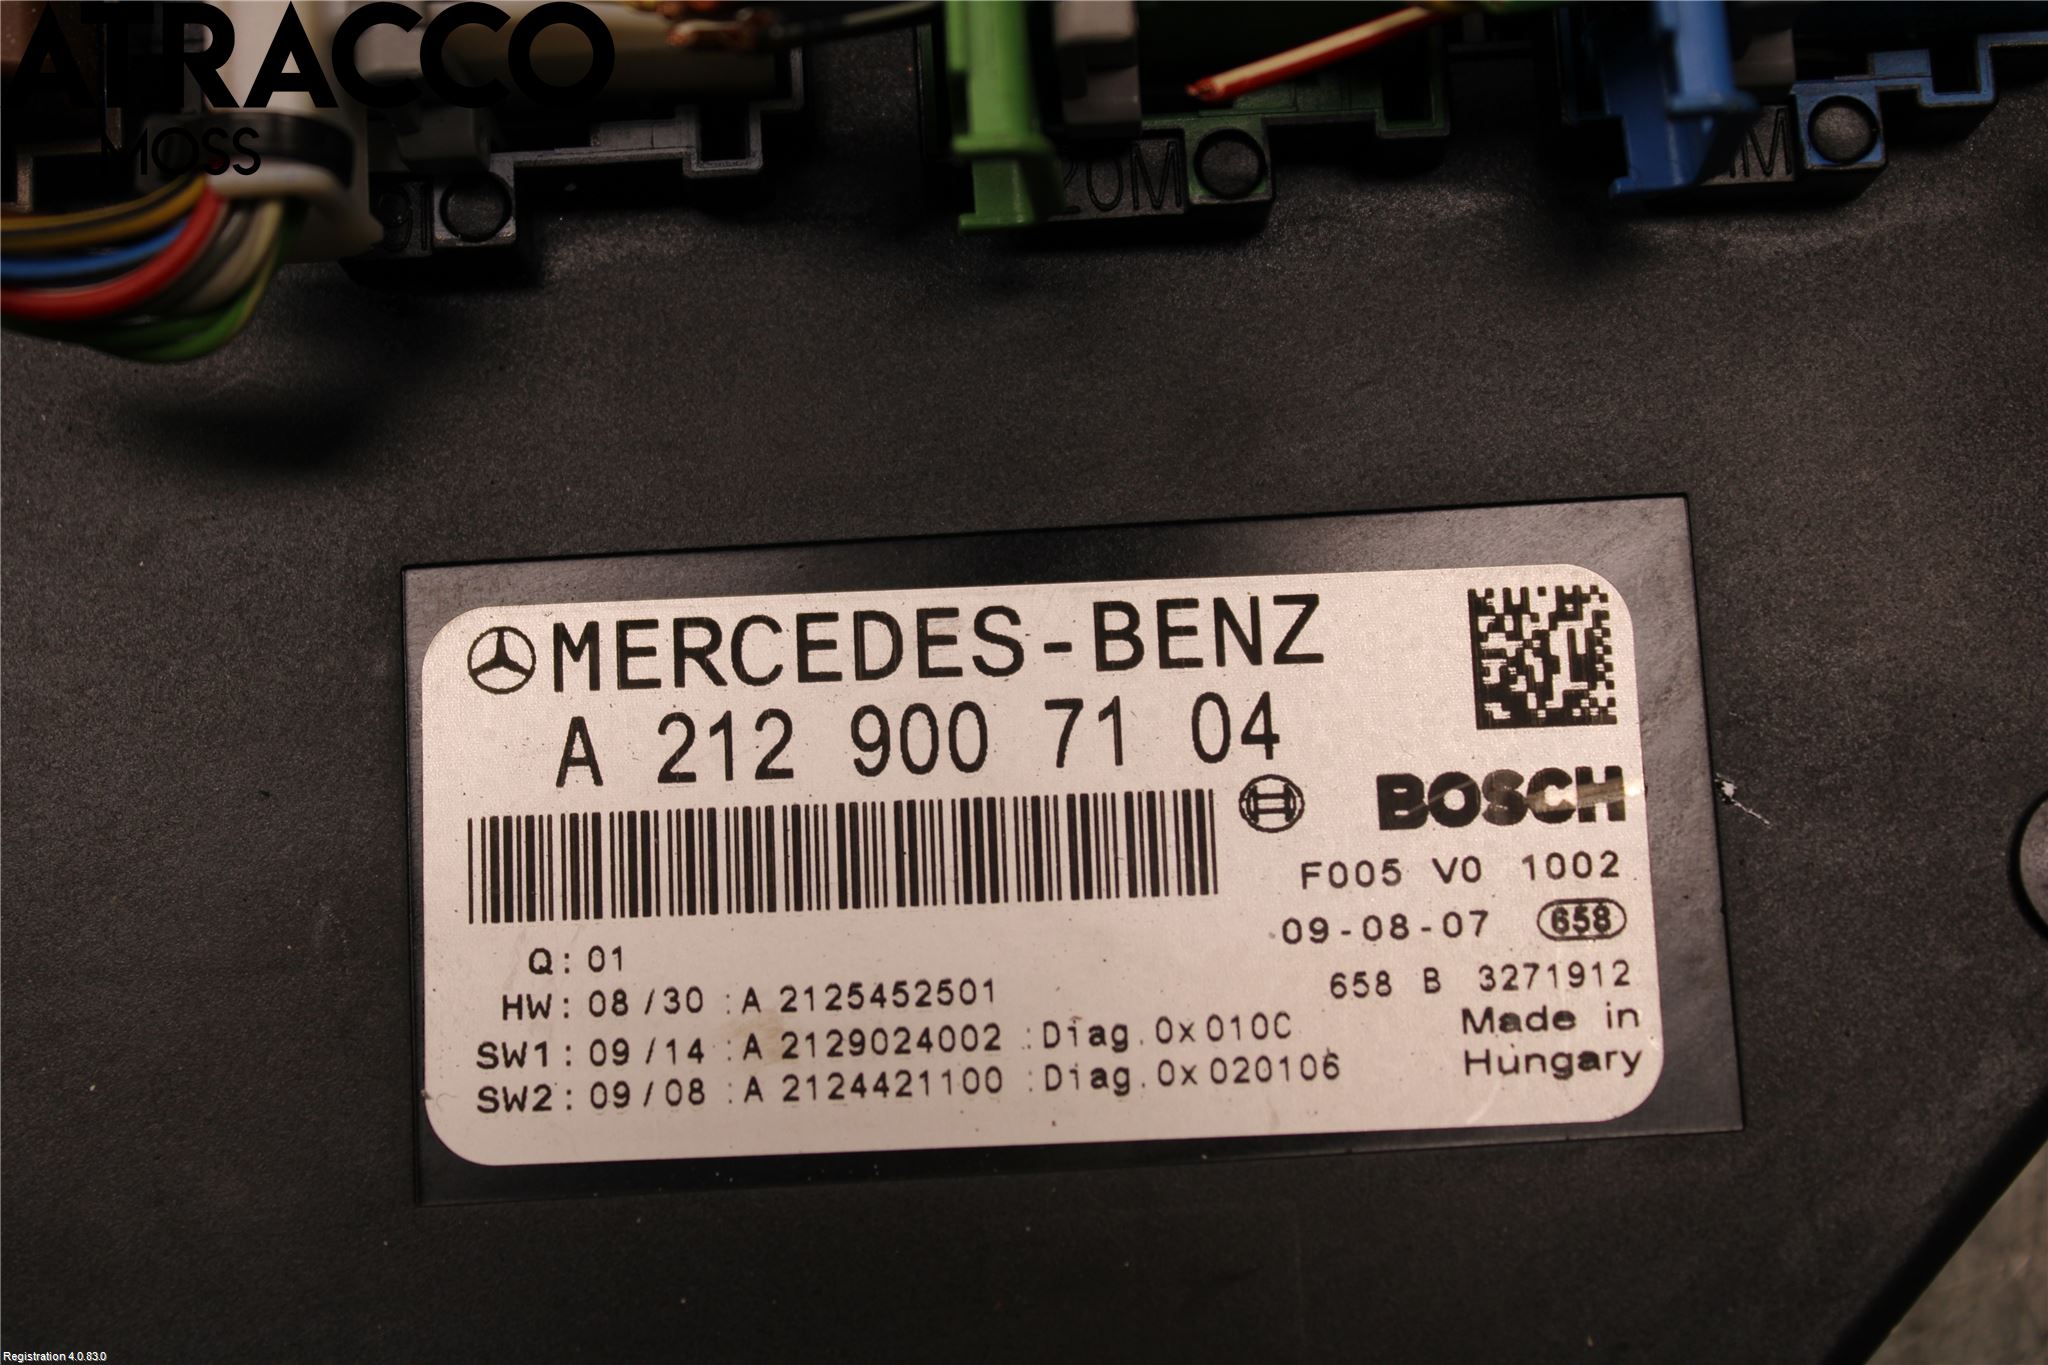 ATRACCO
MOSS
20M
MERCEDES-BENZ
A 212 900 71 04
BOSCH
F005 V0 1002
09-08-07 658
Q: 01
658 B 3271912
HW: 08/30 :A 2125452501
Made in
SW1: 09/14 :A 2129024002 :Diag.0x010C
Hungary
SW2: 09/08 :A 2124421100 :Diag.0x020106
Registration 4.0.83.0